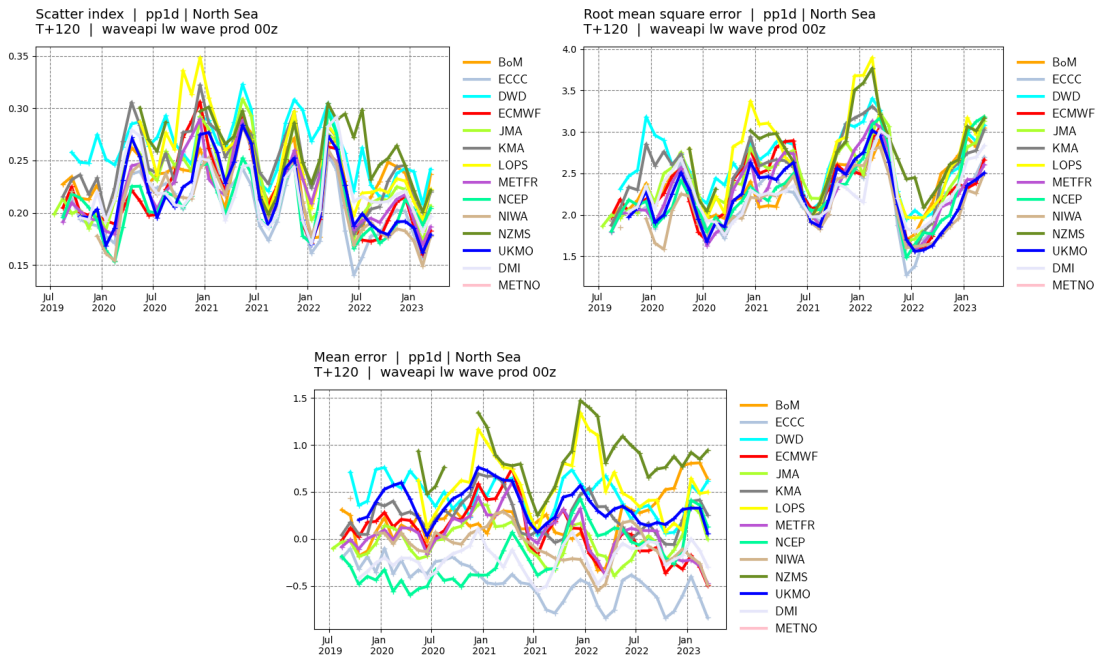 Scatter index | pp1d | North Sea
T+120 | waveapi lw wave prod 00z
0.35
0.30
0.25
0.20
0.15
Jul
2019
Jan
2020
Jul
2020
Jan
2021
Jul
2021
Jan
2022
Jul
2022
Jan
2023
BoM
ECCC
DWD
ECMWF
JMA
KMA
LOPS
METFR
NCEP
NIWA
NZMS
UKMO
DMI
METNO
Root mean square error | pp1d | North Sea
T+120 | waveapi lw wave prod 00z
4.0
3.5
3.0
2.5
2.0
1.5
Jul
2019
Jan
2020
Jul
2020
Jan
2021
Jul
2021
Jan
2022
Jul
2022
Jan
2023
BoM
ECCC
DWD
ECMWF
JMA
KMA
LOPS
METFR
NCEP
NIWA
NZMS
UKMO
DMI
METNO
Mean error | pp1d | North Sea
T+120 | waveapi lw wave prod 00z
1.5
1.0
0.5
0.0
−0.5
Jul
2019
Jan
2020
Jul
2020
Jan
2021
Jul
2021
Jan
2022
Jul
2022
Jan
2023
BoM
ECCC
DWD
ECMWF
JMA
KMA
LOPS
METFR
NCEP
NIWA
NZMS
UKMO
DMI
METNO